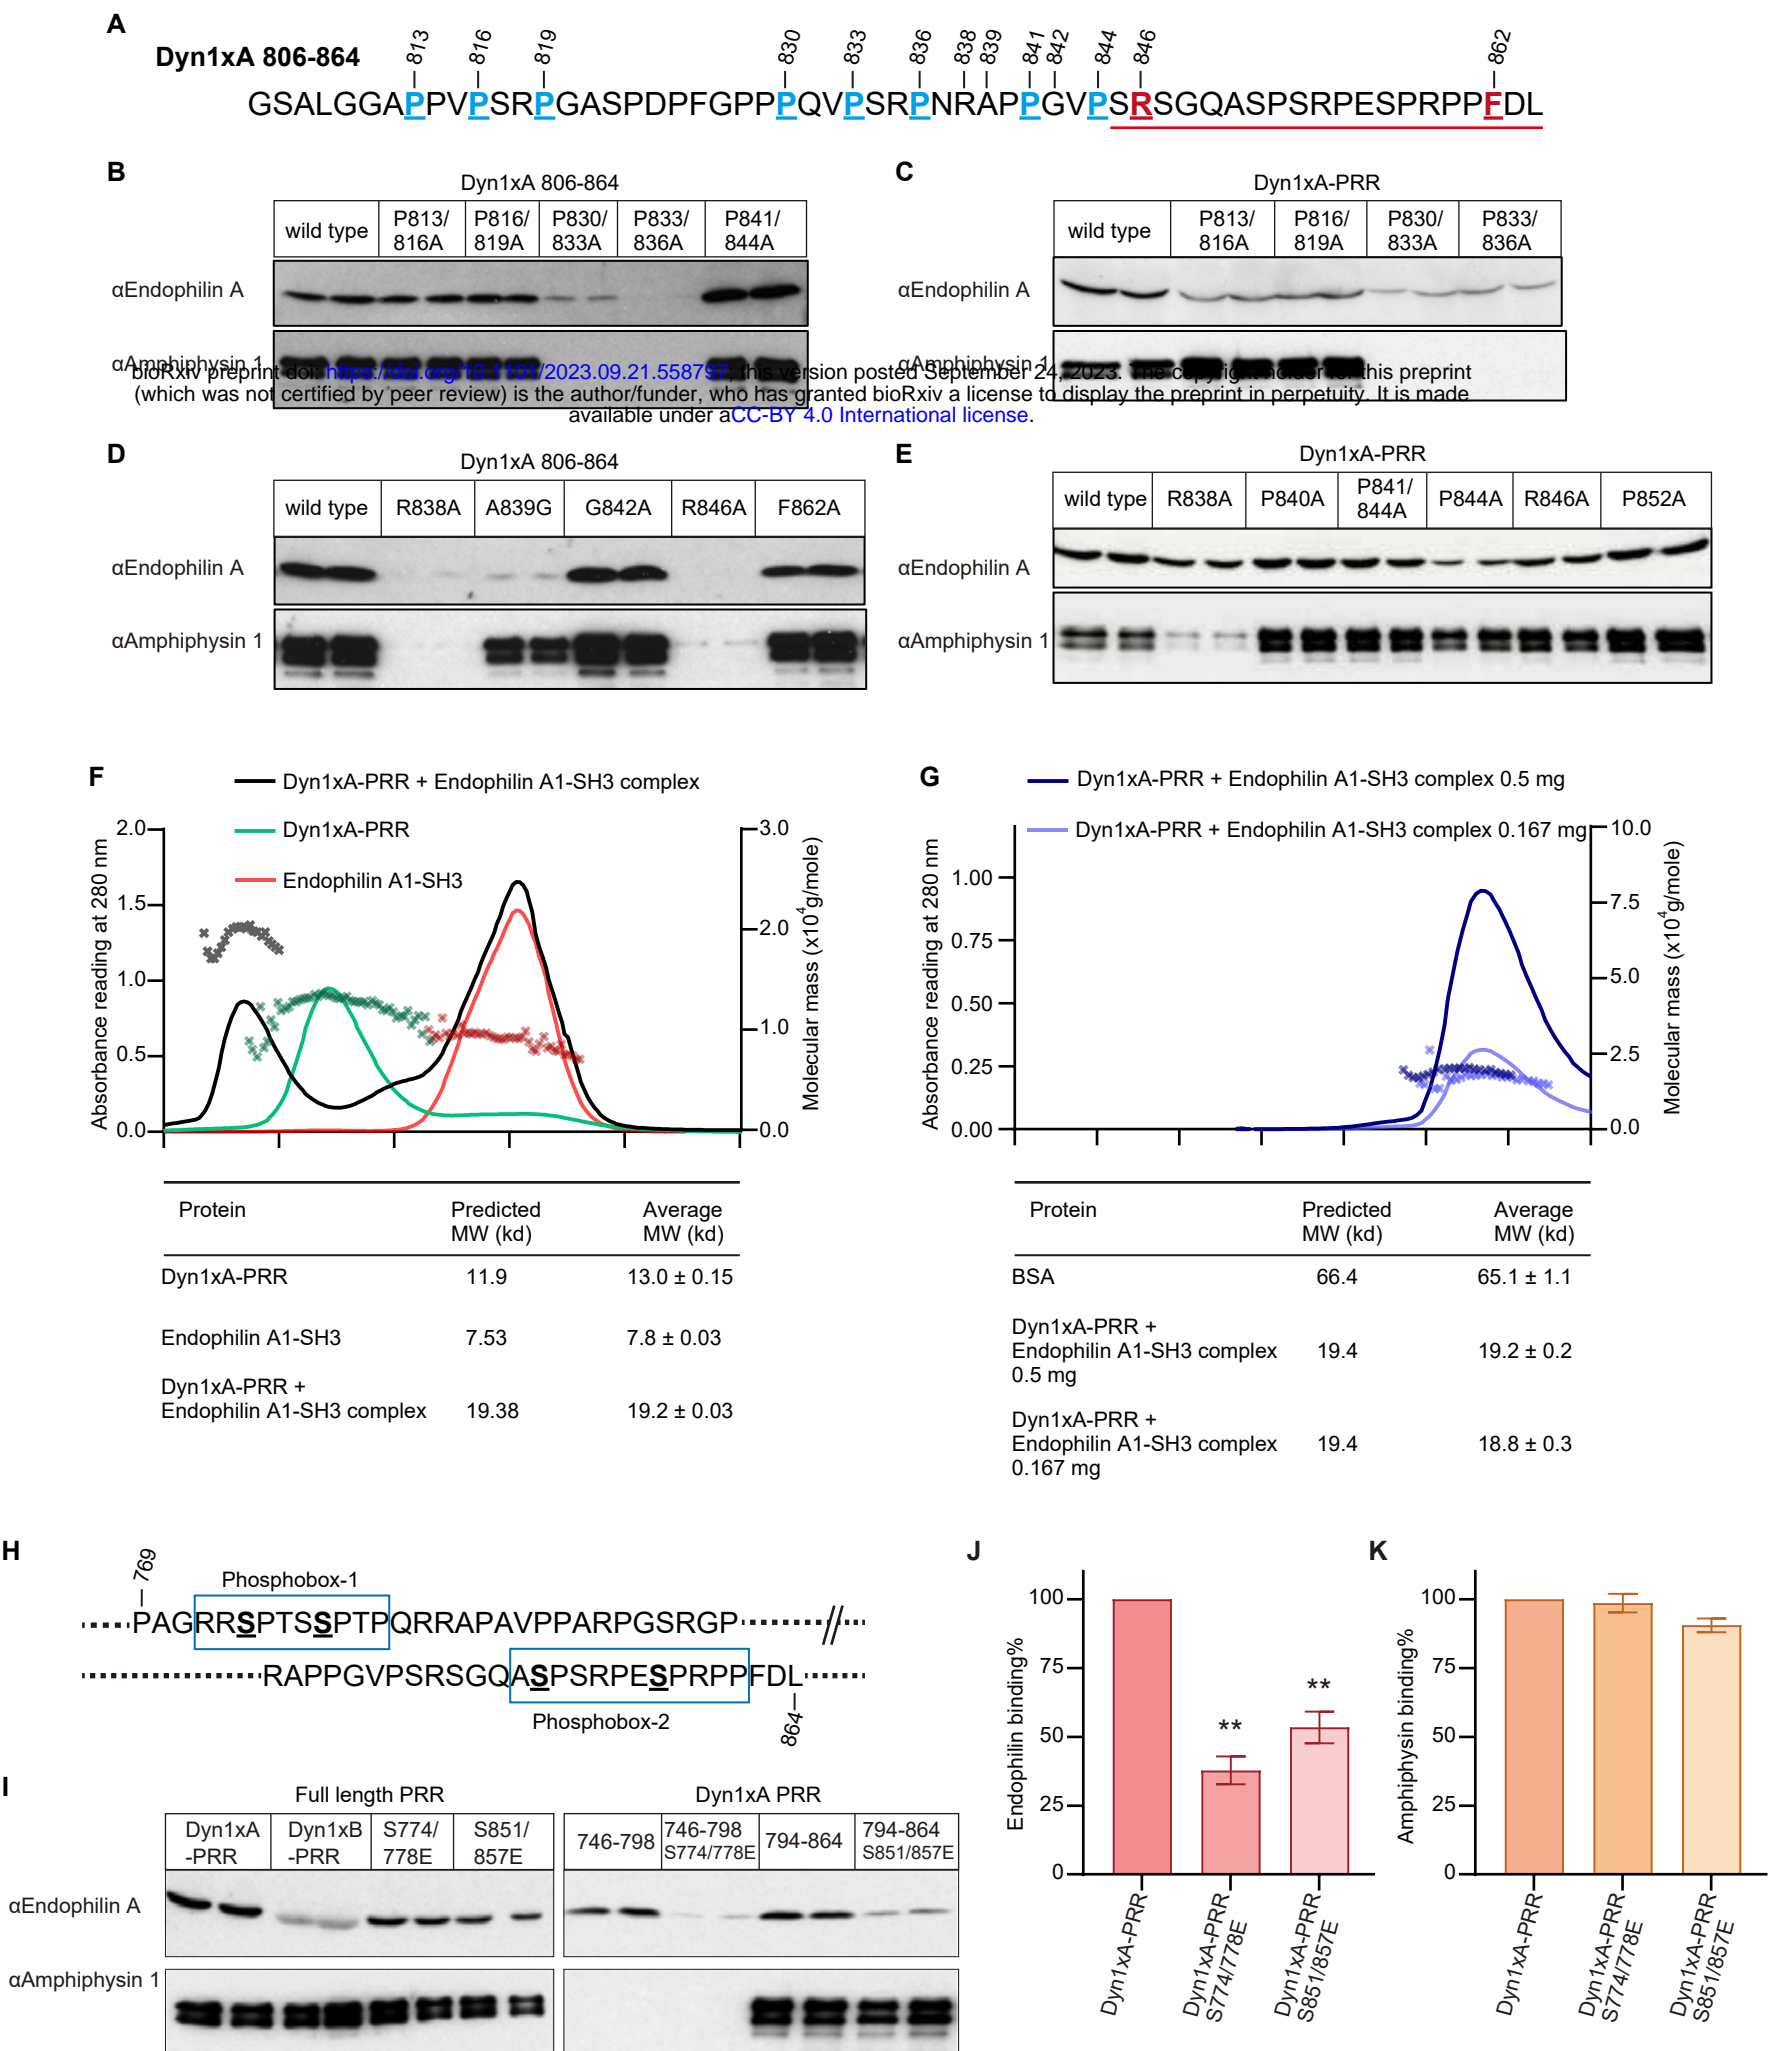 A
813 816 819 830 833 836 838 839 841 842 844 846 862
Dyn1xA 806-864
GSALGGAPPVPSRPGASPDPFGPPPQVPSRPNRAPPGVPSRSGQASPSRPESPRPPFDL
B
Dyn1xA 806-864
wild type P813/ P816/ P830/ P833/ P841/
816A 819A 833A 836A 844A
αEndophilin A
αAmphiphysin 1
C
Dyn1xA-PRR
wild type P813/ P816/ P830/ P833/
816A 819A 833A 836A
αEndophilin A
αAmphiphysin 1
bioRxiv preprint doi: https://doi.org/10.1101/2023.09.21.558797; this version posted September 24, 2023. The copyright holder for this preprint
(which was not certified by peer review) is the author/funder, who has granted bioRxiv a license to display the preprint in perpetuity. It is made
available under aCC-BY 4.0 International license.
D
Dyn1xA 806-864
wild type R838A A839G G842A R846A F862A
αEndophilin A
αAmphiphysin 1
E
Dyn1xA-PRR
wild type R838A P840A P841/ P844A R846A P852A
844A
αEndophilin A
αAmphiphysin 1
F
Dyn1xA-PRR + Endophilin A1-SH3 complex
Dyn1xA-PRR
Endophilin A1-SH3
Absorbance reading at 280 nm
2.0
1.5
1.0
0.5
0.0
3.0
2.0
1.0
0.0
Molecular mass (x10⁴g/mole)
Protein Predicted Average
MW (kd) MW (kd)
Dyn1xA-PRR 11.9 13.0 ± 0.15
Endophilin A1-SH3 7.53 7.8 ± 0.03
Dyn1xA-PRR +
Endophilin A1-SH3 complex 19.38 19.2 ± 0.03
G
Dyn1xA-PRR + Endophilin A1-SH3 complex 0.5 mg
Dyn1xA-PRR + Endophilin A1-SH3 complex 0.167 mg
Absorbance reading at 280 nm
1.00
0.75
0.50
0.25
0.00
10.0
7.5
5.0
2.5
0.0
Molecular mass (x10⁴g/mole)
Protein Predicted Average
MW (kd) MW (kd)
BSA 66.4 65.1 ± 1.1
Dyn1xA-PRR +
Endophilin A1-SH3 complex 19.4 19.2 ± 0.2
0.5 mg
Dyn1xA-PRR +
Endophilin A1-SH3 complex 19.4 18.8 ± 0.3
0.167 mg
H
769
Phosphobox-1
PAGRRSPTSSPTPQRRAPAVPPARPGSRGP
RAPPGVPSRSGQASPSRPESPRPPFDL
Phosphobox-2
864
I
Full length PRR
Dyn1xA Dyn1xB S774/ S851/
-PRR -PRR 778E 857E
Dyn1xA PRR
746-798 746-798 794-864 794-864
S774/778E S851/857E
αEndophilin A
αAmphiphysin 1
J
Endophilin binding%
100
75
50
25
0
**
**
Dyn1xA-PRR
Dyn1xA-PRR
S774/778E
Dyn1xA-PRR
S851/857E
K
Amphiphysin binding%
100
75
50
25
0
Dyn1xA-PRR
Dyn1xA-PRR
S774/778E
Dyn1xA-PRR
S851/857E